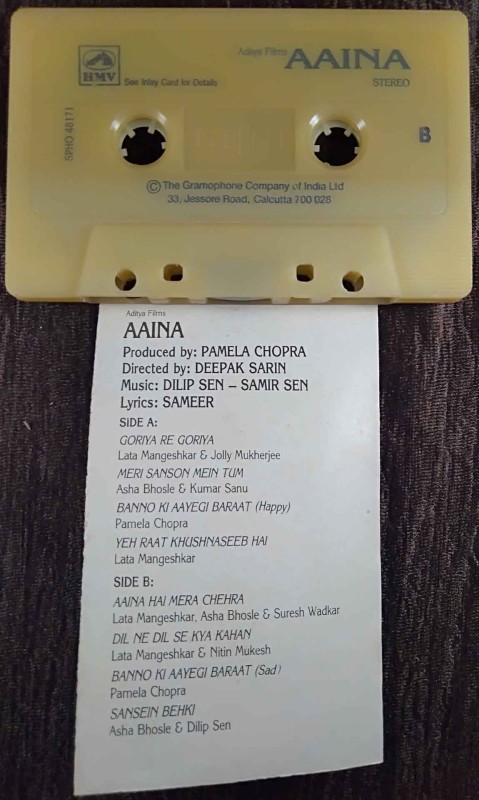 HMV
See Inlay Card for Details
Aditya Films
AAINA
STEREO
SPHO 48171
B
© The Gramophone Company of India Ltd
33, Jessore Road, Calcutta 700 028
Aditya Films
AAINA
Produced by: PAMELA CHOPRA
Directed by: DEEPAK SARIN
Music: DILIP SEN – SAMIR SEN
Lyrics: SAMEER
SIDE A:
GORIYA RE GORIYA
Lata Mangeshkar & Jolly Mukherjee
MERI SANSON MEIN TUM
Asha Bhosle & Kumar Sanu
BANNO KI AAYEGI BARAAT (Happy)
Pamela Chopra
YEH RAAT KHUSHNASEEB HAI
Lata Mangeshkar
SIDE B:
AAINA HAI MERA CHEHRA
Lata Mangeshkar, Asha Bhosle & Suresh Wadkar
DIL NE DIL SE KYA KAHAN
Lata Mangeshkar & Nitin Mukesh
BANNO KI AAYEGI BARAAT (Sad)
Pamela Chopra
SANSEIN BEHKI
Asha Bhosle & Dilip Sen